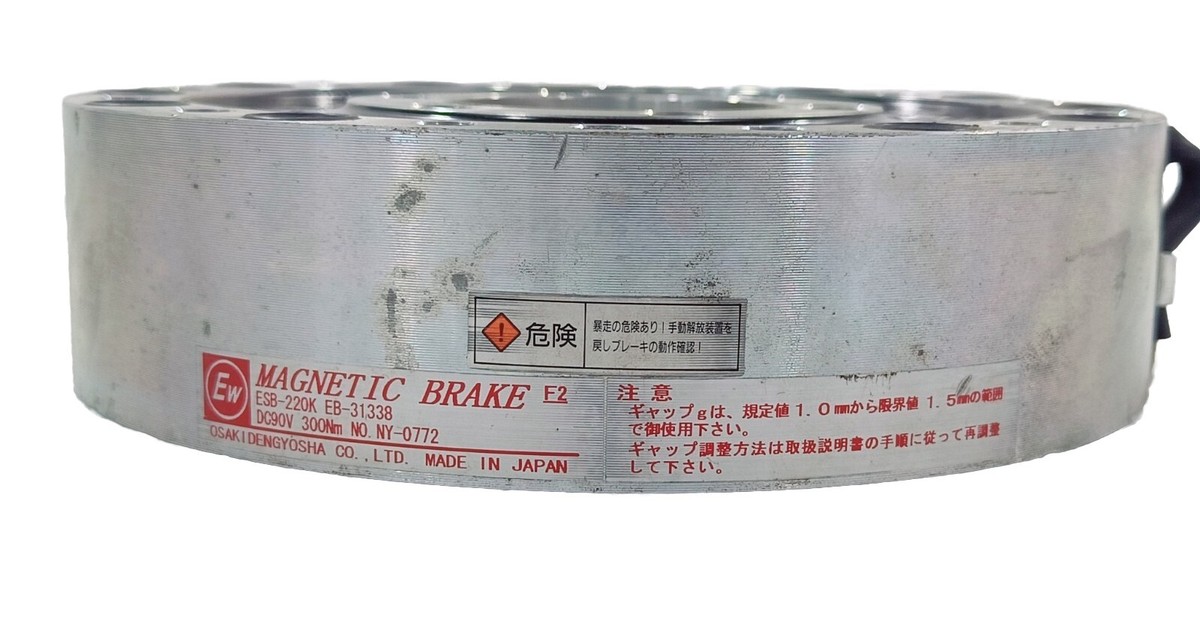 危険
暴走の危険あり！手動解放装置を
戻しブレーキの動作確認！
EW
MAGNETIC BRAKE F2
ESB-220K EB-31338
DC90V 300Nm NO. NY-0772
OSAKIDENGYOSHA CO.,LTD. MADE IN JAPAN
注意
ギャップgは、規定値1.0mmから限界値1.5mmの範囲
で御使用下さい。
ギャップ調整方法は取扱説明書の手順に従って再調整
して下さい。